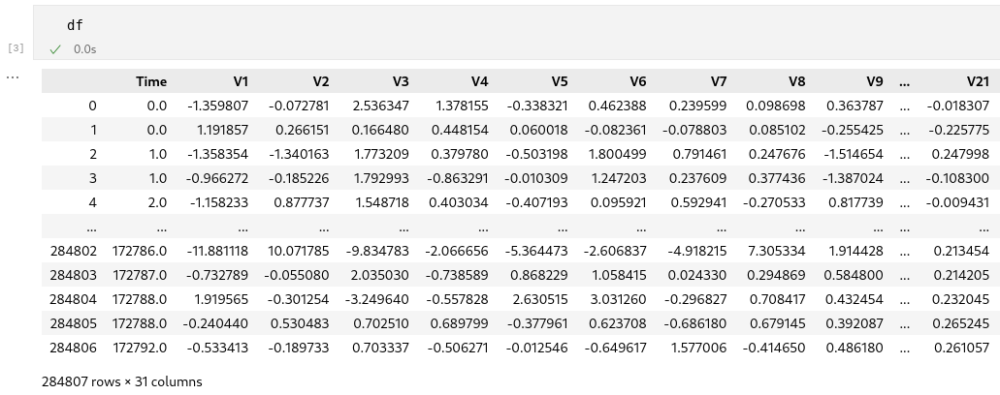 df
[3] ✓ 0.0s
...
Time V1 V2 V3 V4 V5 V6 V7 V8 V9 ... V21
0 0.0 -1.359807 -0.072781 2.536347 1.378155 -0.338321 0.462388 0.239599 0.098698 0.363787 ... -0.018307
1 0.0 1.191857 0.266151 0.166480 0.448154 0.060018 -0.082361 -0.078803 0.085102 -0.255425 ... -0.225775
2 1.0 -1.358354 -1.340163 1.773209 0.379780 -0.503198 1.800499 0.791461 0.247676 -1.514654 ... 0.247998
3 1.0 -0.966272 -0.185226 1.792993 -0.863291 -0.010309 1.247203 0.237609 0.377436 -1.387024 ... -0.108300
4 2.0 -1.158233 0.877737 1.548718 0.403034 -0.407193 0.095921 0.592941 -0.270533 0.817739 ... -0.009431
... ... ... ... ... ... ... ... ... ... ... ... ...
284802 172786.0 -11.881118 10.071785 -9.834783 -2.066656 -5.364473 -2.606837 -4.918215 7.305334 1.914428 ... 0.213454
284803 172787.0 -0.732789 -0.055080 2.035030 -0.738589 0.868229 1.058415 0.024330 0.294869 0.584800 ... 0.214205
284804 172788.0 1.919565 -0.301254 -3.249640 -0.557828 2.630515 3.031260 -0.296827 0.708417 0.432454 ... 0.232045
284805 172788.0 -0.240440 0.530483 0.702510 0.689799 -0.377961 0.623708 -0.686180 0.679145 0.392087 ... 0.265245
284806 172792.0 -0.533413 -0.189733 0.703337 -0.506271 -0.012546 -0.649617 1.577006 -0.414650 0.486180 ... 0.261057
284807 rows × 31 columns